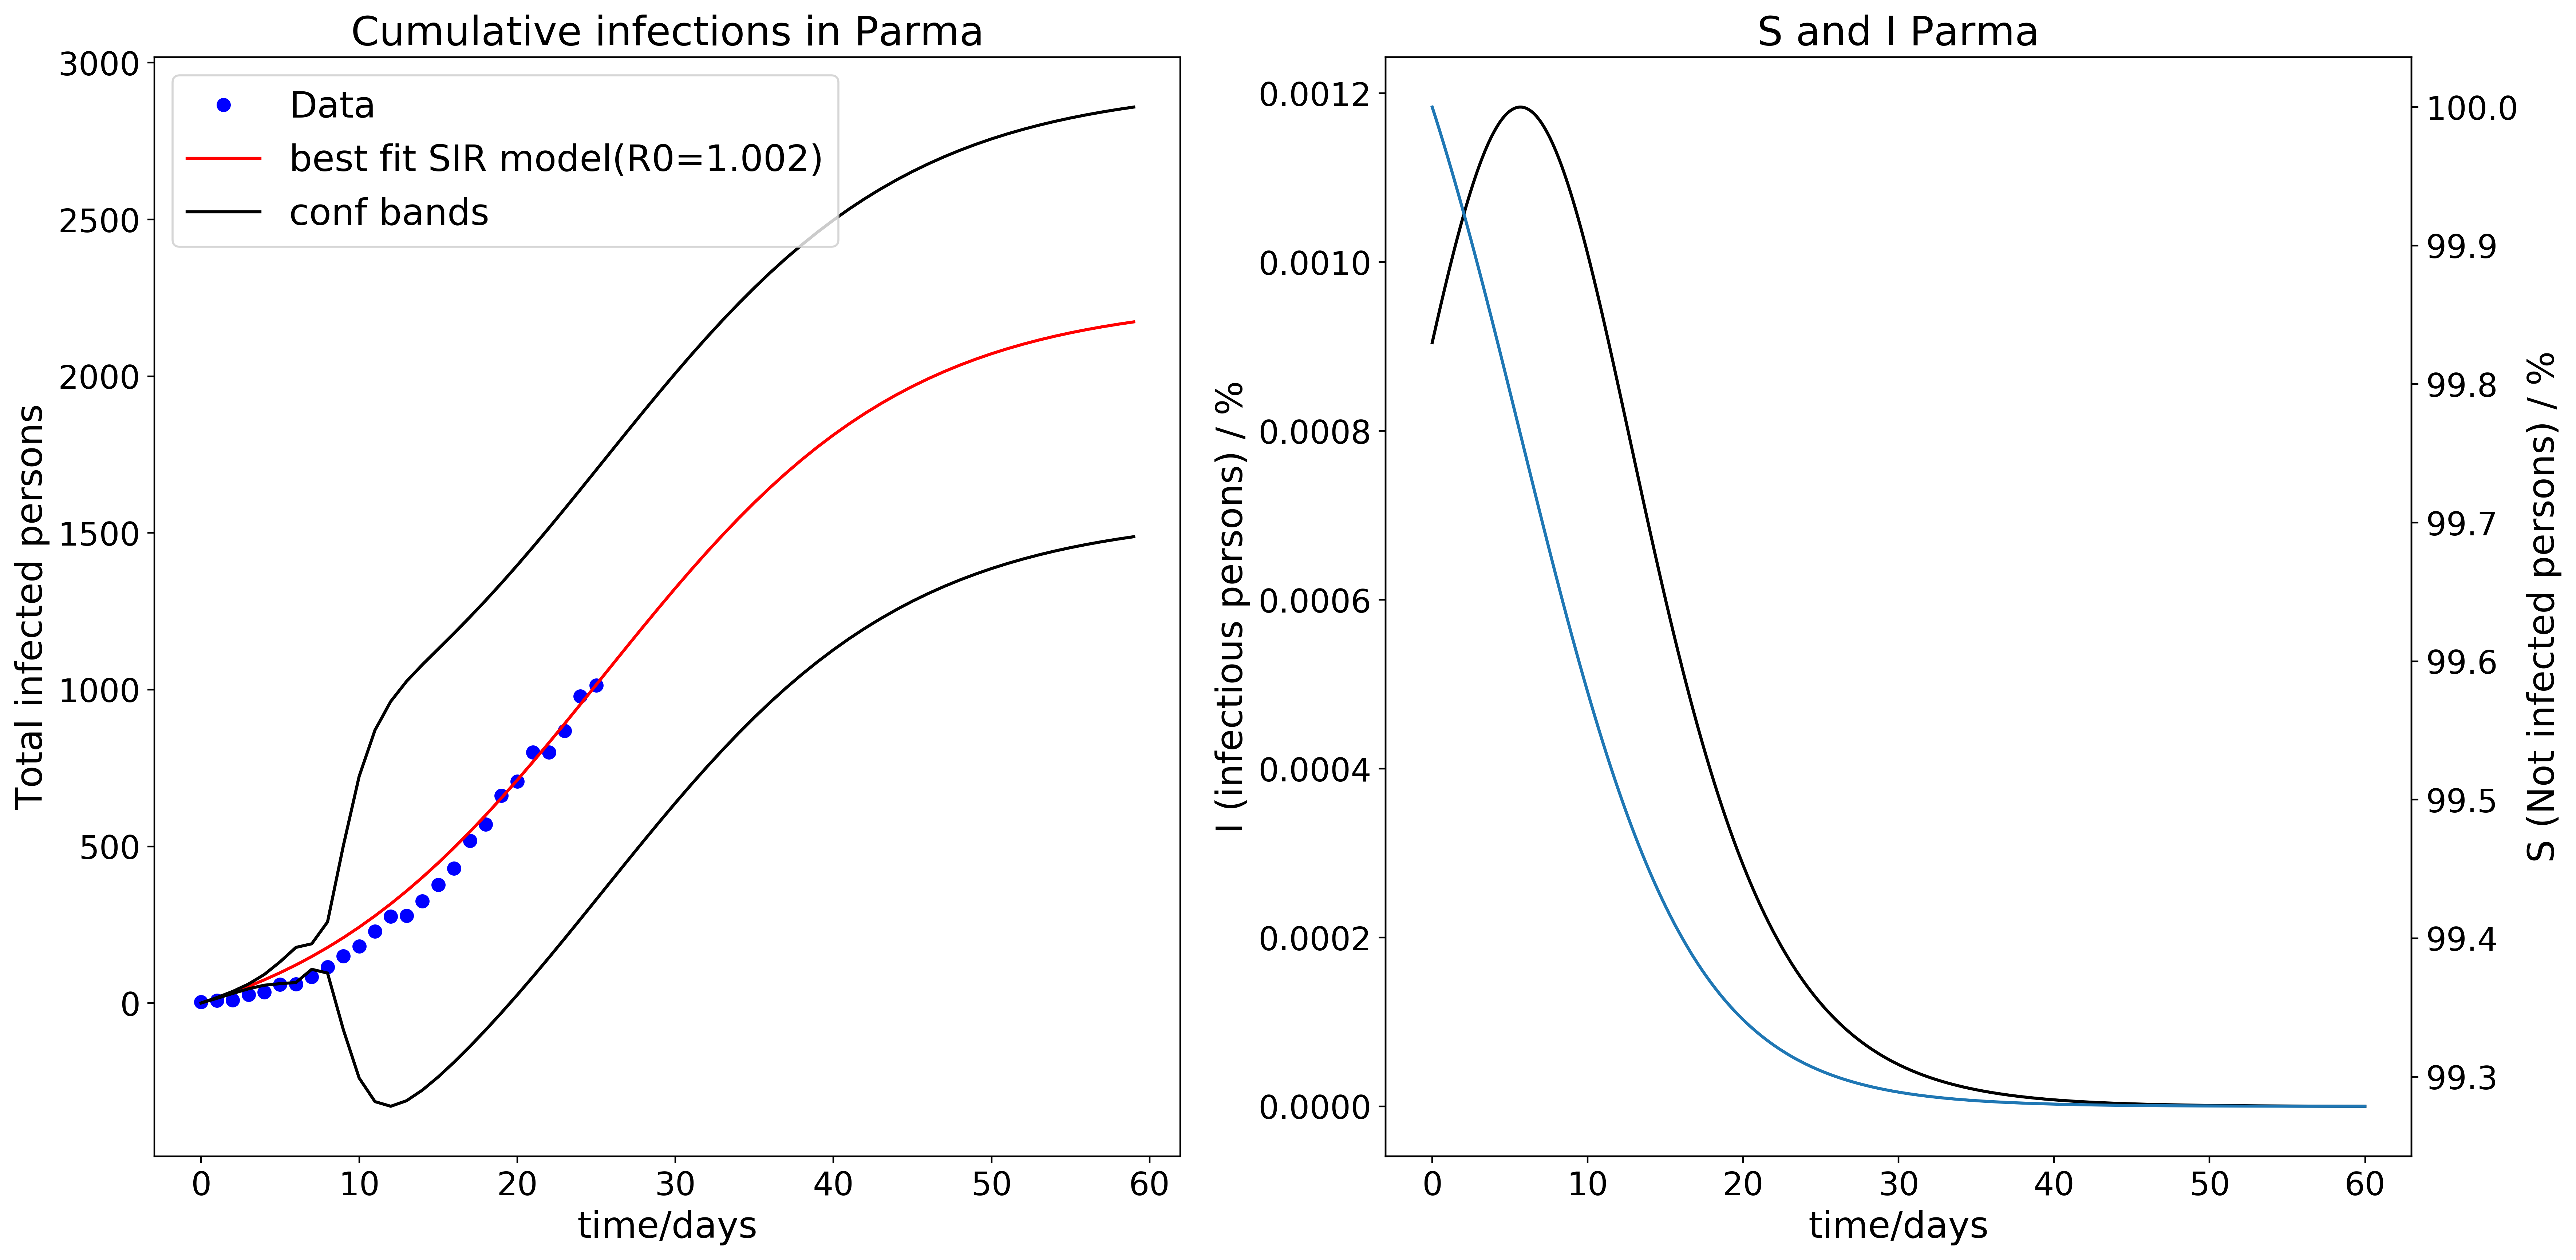 Cumulative infections in Parma
3000
2500
2000
1500
1000
500
0
Total infected persons
Data
best fit SIR model(R0=1.002)
conf bands
0 10 20 30 40 50 60
time/days
S and I Parma
0.0012
0.0010
0.0008
0.0006
0.0004
0.0002
0.0000
I (infectious persons) / %
100.0
99.9
99.8
99.7
99.6
99.5
99.4
99.3
S (Not infected persons) / %
0 10 20 30 40 50 60
time/days